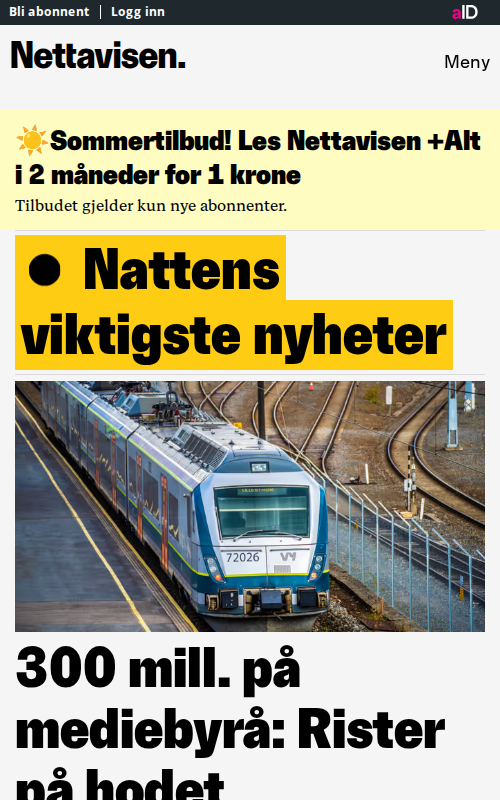 Bli abonnent
Logg inn
aID
Nettavisen.
Meny
☀️Sommertilbud! Les Nettavisen +Alt
i 2 måneder for 1 krone
Tilbudet gjelder kun nye abonnenter.
● Nattens
viktigste nyheter
72026
VY
300 mill. på
mediebyrå: Rister
på hodet